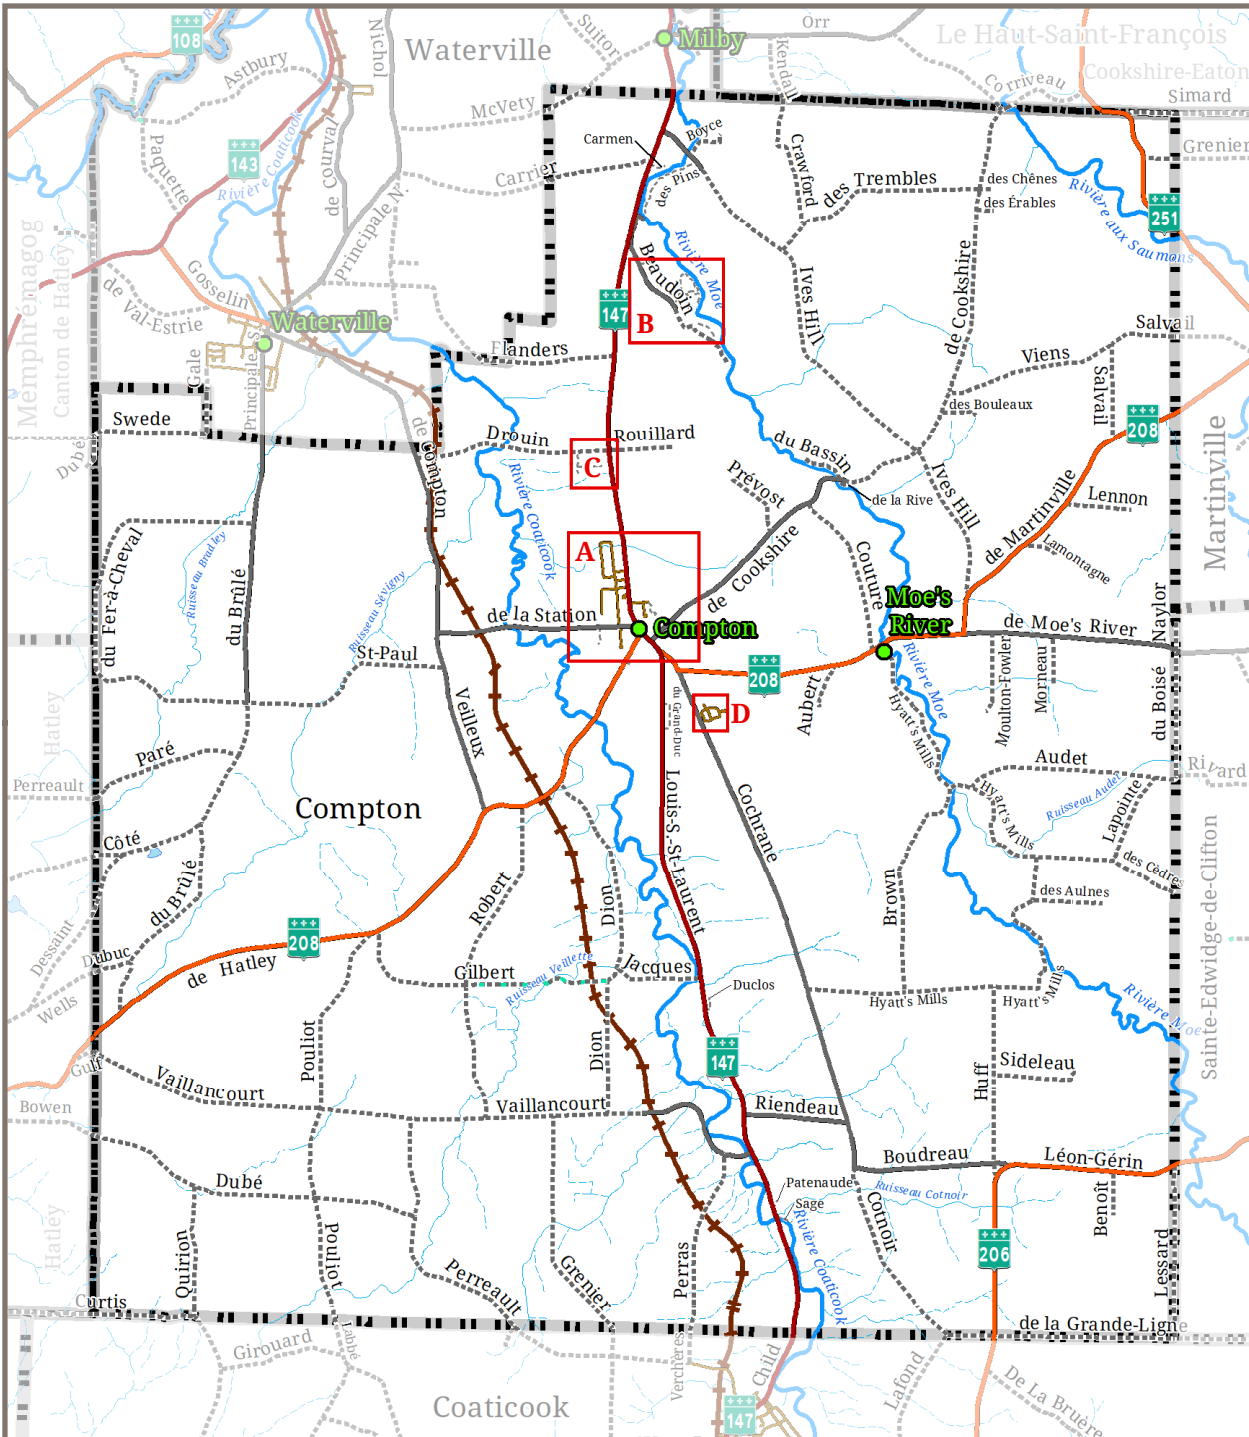 108
Ri
Nichol
Waterville
Suitor
Milby
Orr
Le Haut-Saint-François
Astbury
Kendall
Corriveau
Cookshire-Eaton
Simard
McVety
Rivière Coaticook
de Courval
Paquette
143
Carmen
Boyce
Crawford
Grenier
Carrier
des Pins
des Trembles
des Chênes
des Érables
Rivière aux Saumons
251
Principale N.
Memphrémagog
Canton de Hatley
Gosselin
de Val-Estrie
Waterville
Beaudoin
Rivière Moe
Ives Hill
de Cookshire
147
B
Gale
Principale S.
Flanders
Viens
Salvail
Salvail
Swede
des Bouleaux
208
Martinville
Dubé
de Compton
de Compton
Drouin
Rouillard
C
du Bassin
Prévost
de la Rive
Ives Hill
Rivière Coaticook
de Martinville
Lennon
Lamontagne
du Fer-à-Cheval
Ruisseau Bradley
du Brûlé
Ruisseau Sévigny
A
de Cookshire
Couture
Moe's
River
Naylor
de la Station
Compton
de Moe's River
St-Paul
208
Rivière Moe
Hatley
Veilleux
du Grand-Duc
D
Aubert
Hyatt's Mills
Moulton-Fowler
Morneau
du Boisé
Paré
Perreault
Compton
Louis-S.-St-Laurent
Cochrane
Audet
Rivard
Hyatt's Mills
Ruisseau Audet
Lapointe
Côté
du Brûlé
Robert
Dion
Brown
des Cèdres
des Aulnes
Sainte-Edwidge-de-Clifton
Dessaint
Dubuc
208
de Hatley
Wells
Gilbert
Ruisseau Veillette
Jacques
Duclos
Hyatt's Mills
Hyatt's Mills
Rivière Moe
Gulf
Pouliot
Dion
147
Huff
Sideleau
Vaillancourt
Bowen
Vaillancourt
Riendeau
Boudreau
Léon-Gérin
Dubé
Patenaude
Sage
Ruisseau Cotnoir
Benoît
Hatley
Quirion
Pouliot
Perreault
Grenier
Perras
Rivière Coaticook
Cotnoir
206
Lessard
Curtis
de la Grande-Ligne
Girouard
Labbé
Verchères
Child
Lafond
De La Bruère
Coaticook
147